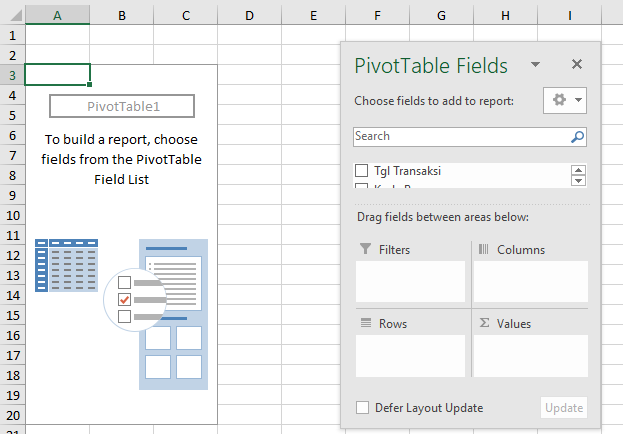 A B C D E F G H I
1
2
3
4
5
6
7
8
9
10
11
12
13
14
15
16
17
18
19
20
PivotTable1
To build a report, choose
fields from the PivotTable
Field List
PivotTable Fields
Choose fields to add to report:
Search
Tgl Transaksi
Drag fields between areas below:
Filters
Columns
Rows
Σ Values
Defer Layout Update
Update